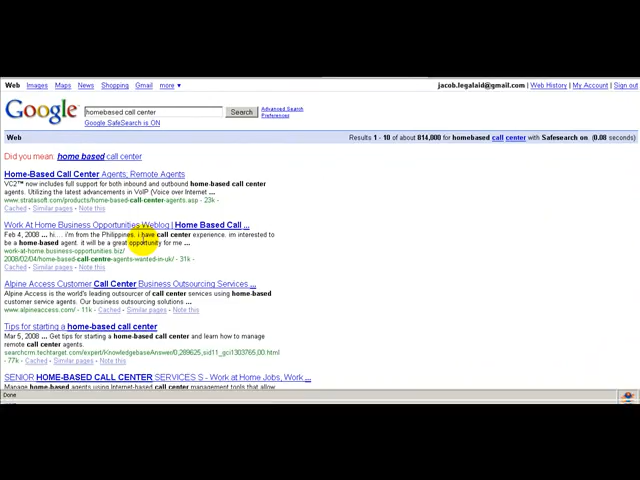 Web Images Maps News Shopping Gmail more ▼
jacob.legalaid@gmail.com | Web History | My Account | Sign out
Google
homebased call center
Search
Advanced Search
Preferences
Google SafeSearch is ON
Web
Results 1 - 10 of about 814,000 for homebased call center with Safesearch on. (0.08 seconds)
Did you mean: home based call center
Home-Based Call Center Agents; Remote Agents
VC2™ now includes full support for both inbound and outbound home-based call center
agents. Utilizing the latest advancements in VoIP (Voice over Internet ...
www.stratasoft.com/products/home-based-call-center-agents.asp - 23k -
Cached - Similar pages - Note this
Work At Home Business Opportunities Weblog | Home Based Call ...
Feb 4, 2008 ... hi.... i'm from the Philippines. i have call center experience. im interested to
be a home-based agent. it will be a great opportunity for me ...
work-at-home.business-opportunities.biz/
2008/02/04/home-based-call-centre-agents-wanted-in-uk/ - 31k -
Cached - Similar pages - Note this
Alpine Access Customer Call Center Business Outsourcing Services ...
Alpine Access is the world's leading outsourcer of call center services using home-based
customer service agents. Our business outsourcing solutions ...
www.alpineaccess.com/ - 11k - Cached - Similar pages - Note this
Tips for starting a home-based call center
Mar 5, 2008 ... Get tips for starting a home-based call center and learn how to manage
remote call center agents.
searchcrm.techtarget.com/expert/KnowledgebaseAnswer/0,289625,sid11_gci1303765,00.html
- 77k - Cached - Similar pages - Note this
SENIOR HOME-BASED CALL CENTER SERVICES S - Work at Home Jobs, Work ...
Manage home-based agents using Internet-based call center management tools that allow
Done